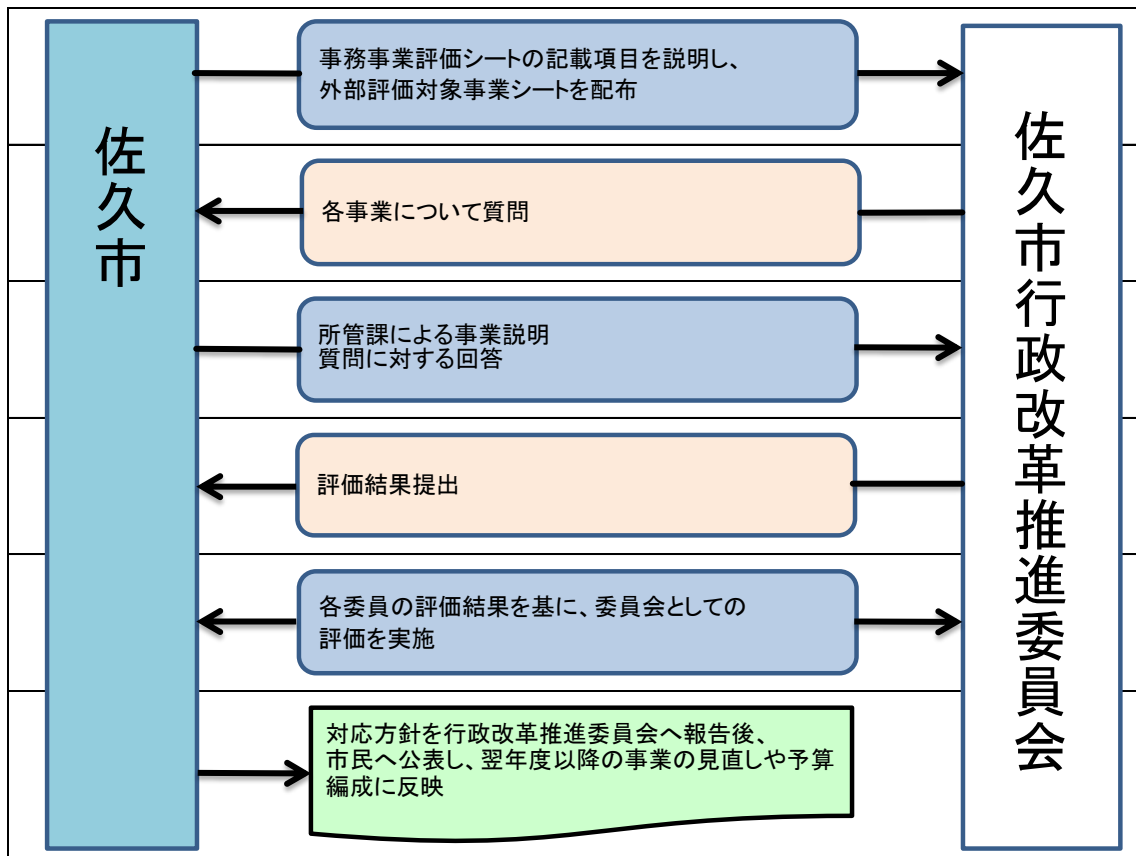 佐久市
事務事業評価シートの記載項目を説明し、
外部評価対象事業シートを配布
各事業について質問
所管課による事業説明
質問に対する回答
評価結果提出
各委員の評価結果を基に、委員会としての
評価を実施
対応方針を行政改革推進委員会へ報告後、
市民へ公表し、翌年度以降の事業の見直しや予算
編成に反映
佐久市行政改革推進委員会